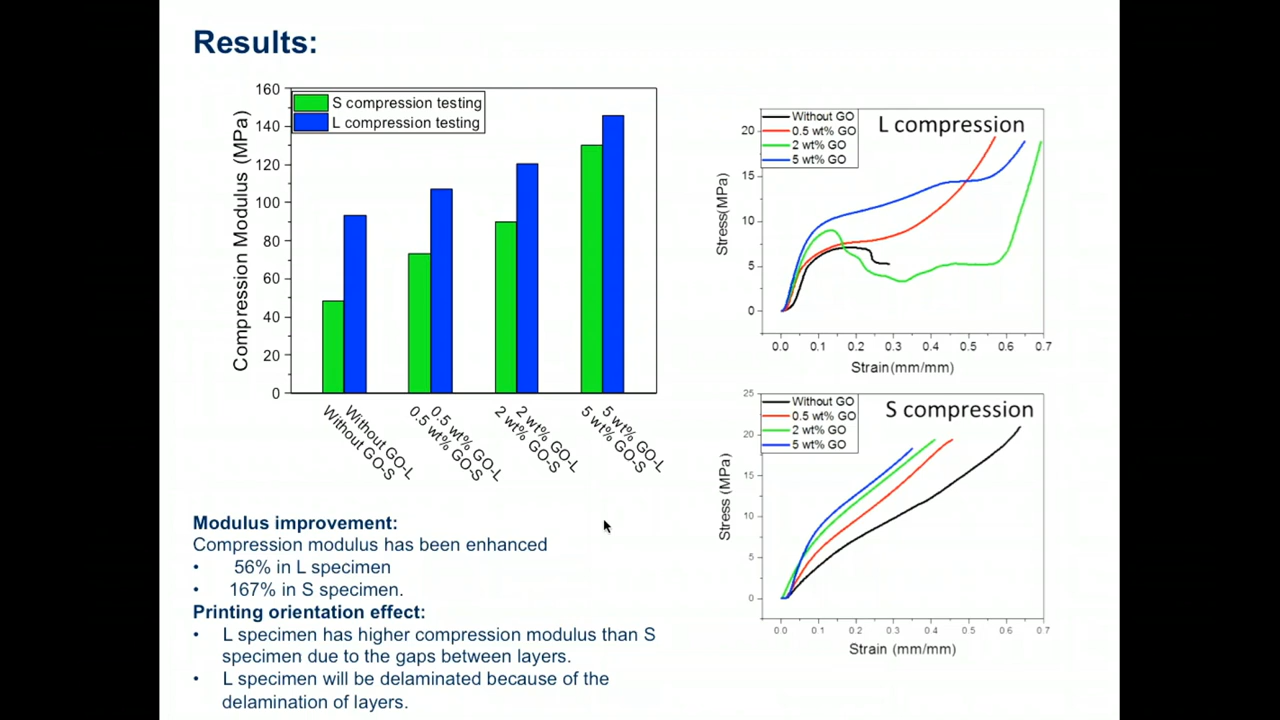 Results:
160
140
120
100
80
60
40
20
0
Compression Modulus (MPa)
S compression testing
L compression testing
Without GO-S
Without GO-L
0.5 wt% GO-S
0.5 wt% GO-L
2 wt% GO-S
2 wt% GO-L
5 wt% GO-S
5 wt% GO-L
Modulus improvement:
Compression modulus has been enhanced
• 56% in L specimen
• 167% in S specimen.
Printing orientation effect:
• L specimen has higher compression modulus than S
specimen due to the gaps between layers.
• L specimen will be delaminated because of the
delamination of layers.
Without GO
0.5 wt% GO
2 wt% GO
5 wt% GO
L compression
20
15
10
5
0
Stress(MPa)
0.0 0.1 0.2 0.3 0.4 0.5 0.6 0.7
Strain(mm/mm)
Without GO
0.5 wt% GO
2 wt% GO
5 wt% GO
S compression
25
20
15
10
5
0
Stress (MPa)
0.0 0.1 0.2 0.3 0.4 0.5 0.6 0.7
Strain (mm/mm)